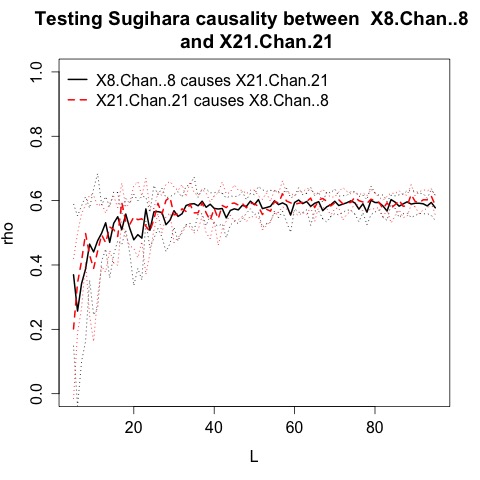 Testing Sugihara causality between  X8.Chan..8
and X21.Chan.21
X8.Chan..8 causes X21.Chan.21
X21.Chan.21 causes X8.Chan..8
1.0
0.8
0.6
0.4
0.2
0.0
rho
20 40 60 80
L